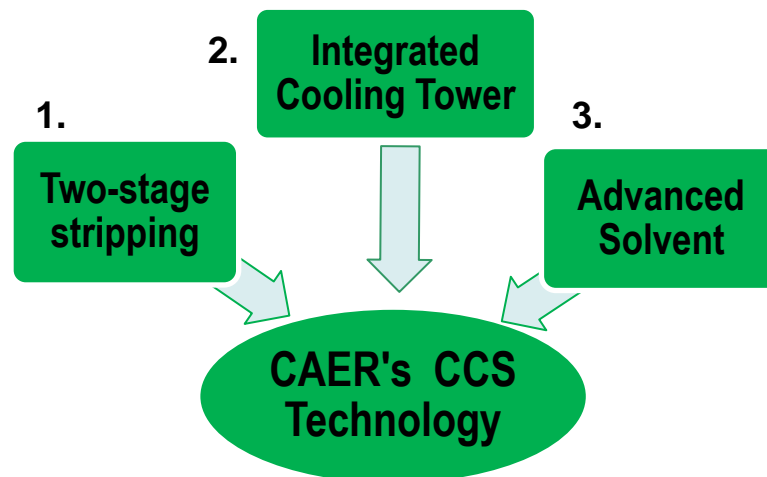 1.
Two-stage
stripping
2.
Integrated
Cooling Tower
3.
Advanced
Solvent
CAER's CCS
Technology